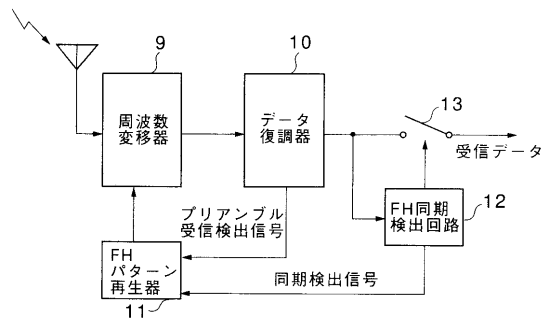 9
10
周波数
変移器
データ
復調器
13
受信データ
FH同期
検出回路
12
プリアンブル
受信検出信号
FH
パターン
再生器
11
同期検出信号